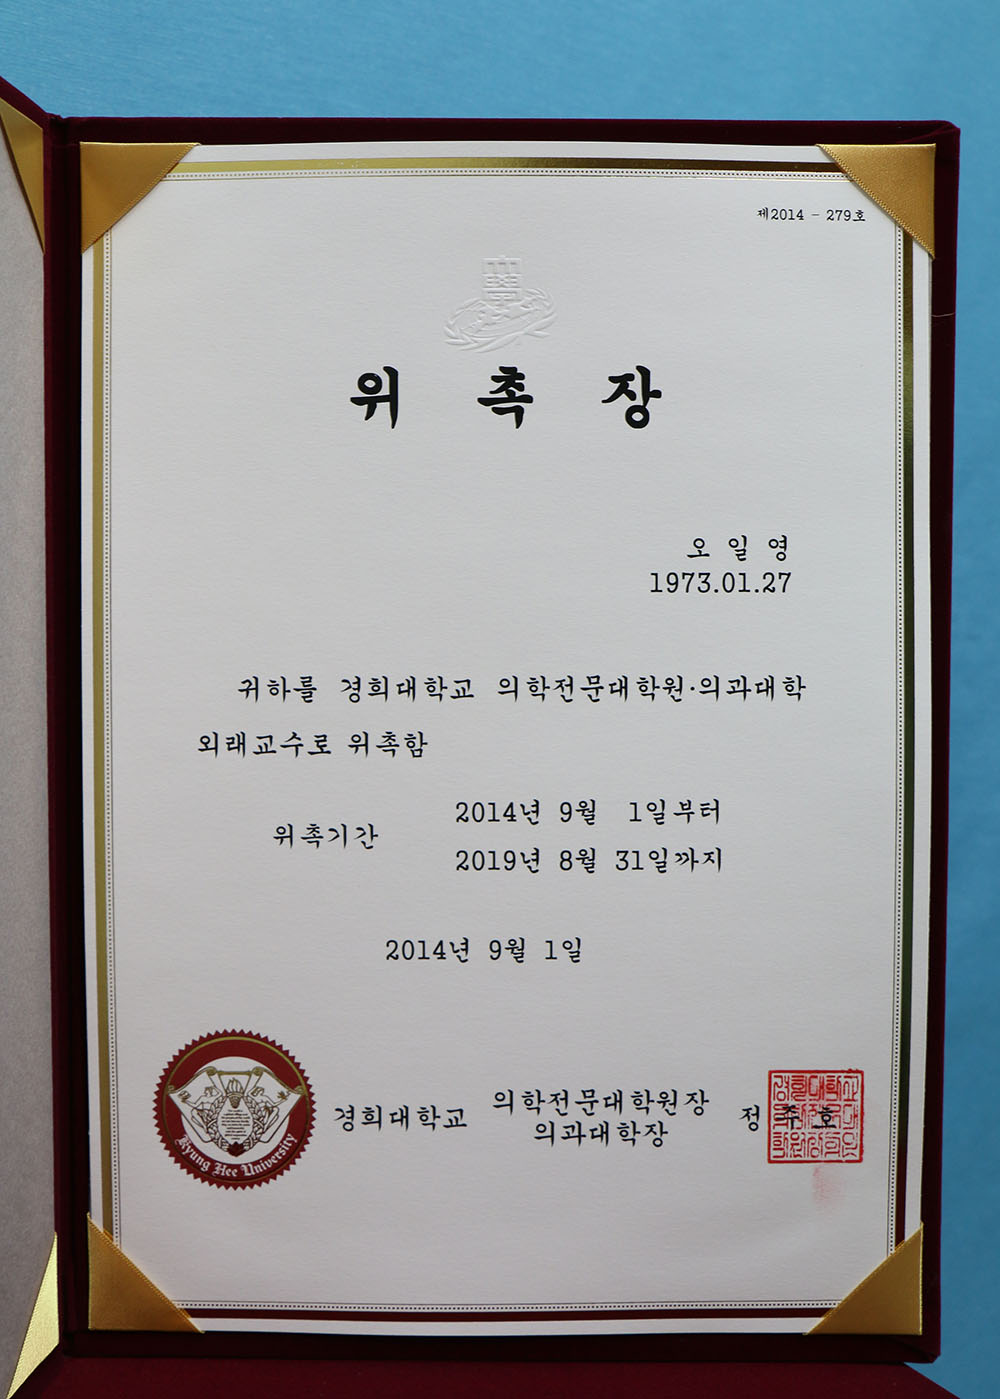 제2014 - 279호
위 촉 장
오 일 영
1973.01.27
귀하를 경희대학교 의학전문대학원·의과대학
외래교수로 위촉함
위촉기간
2014년 9월 1일부터
2019년 8월 31일까지
2014년 9월 1일
경희대학교 의학전문대학원장 정 주 호
의과대학장
Kyung Hee University